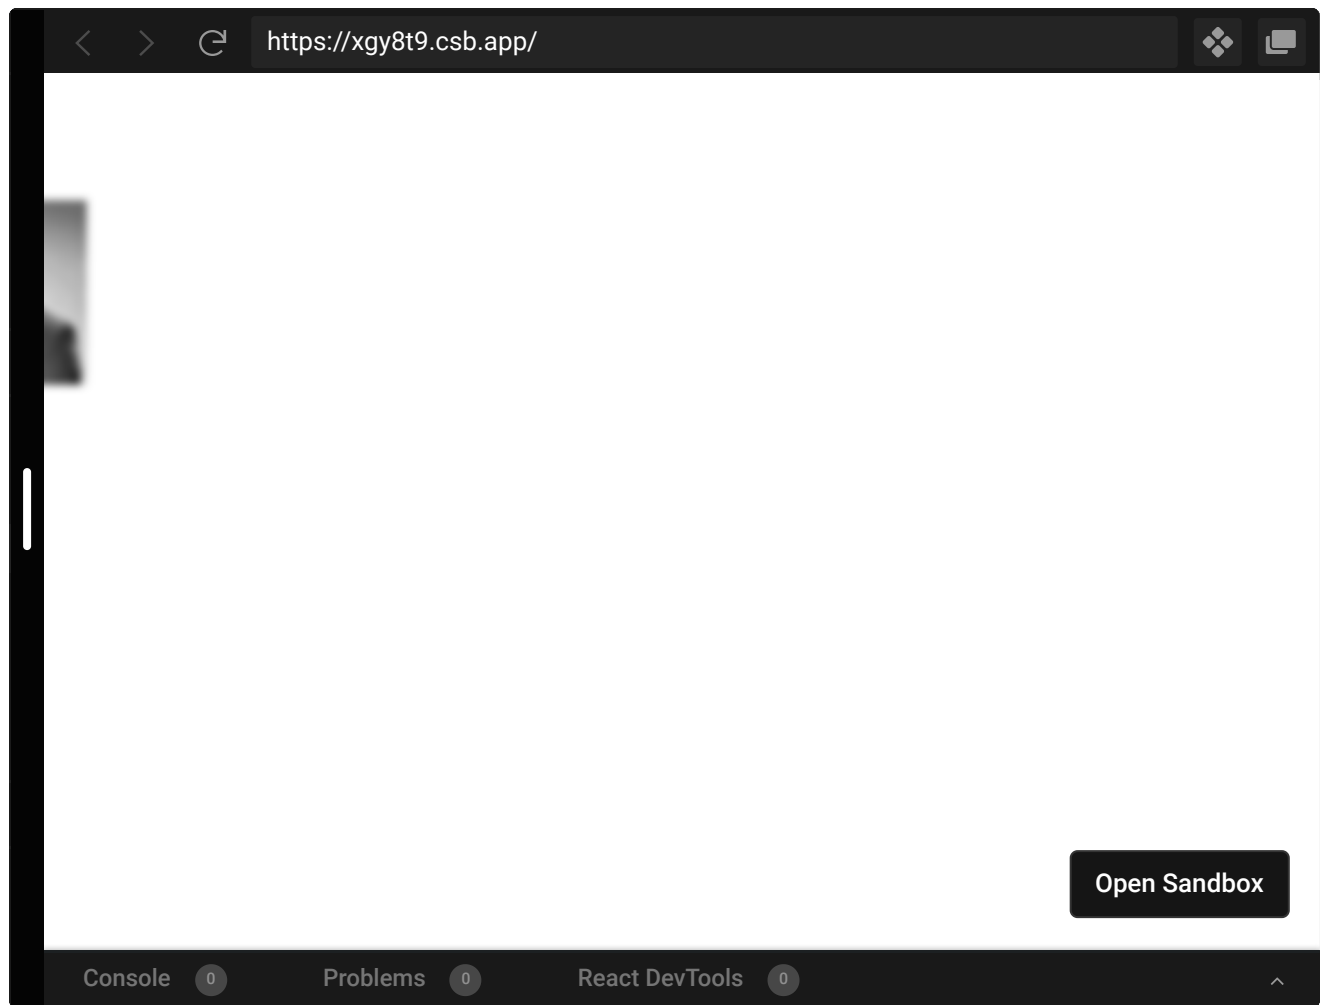 https://xgy8t9.csb.app/
Open Sandbox
Console 0 Problems 0 React DevTools 0